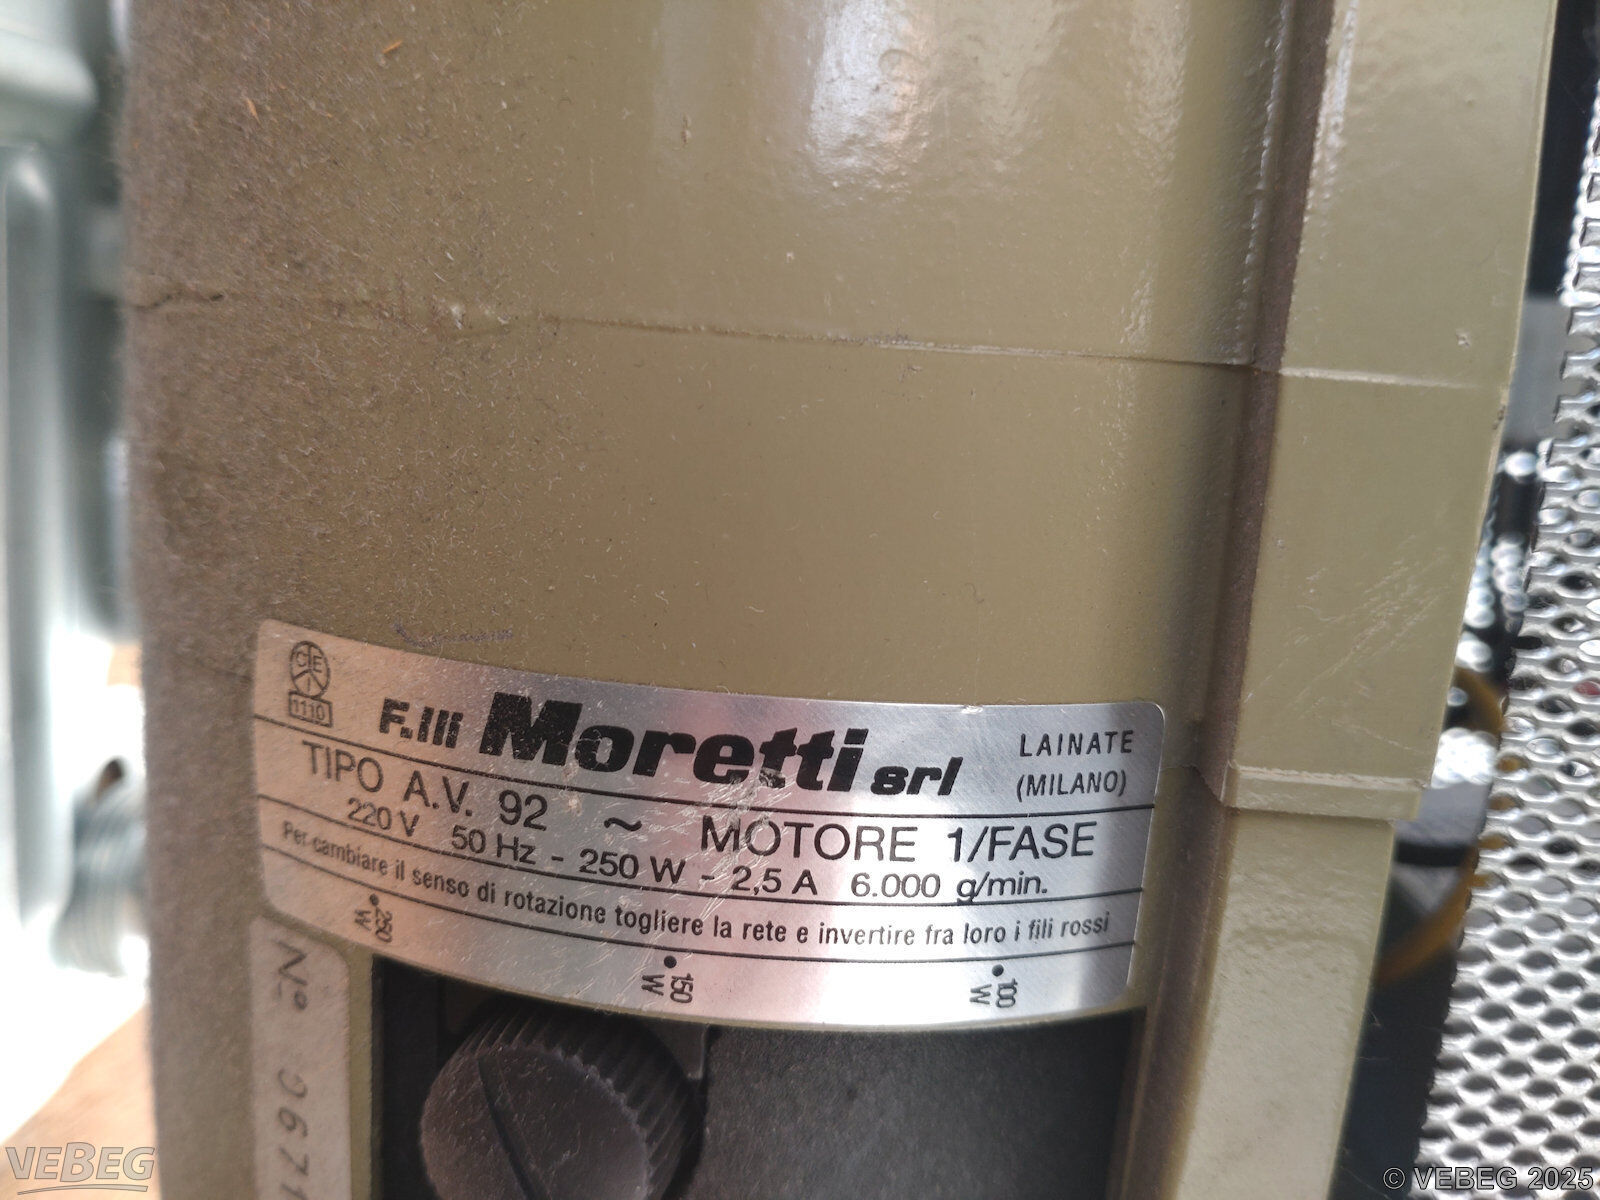 CTE
1110
F.lli Moretti srl
LAINATE
(MILANO)
TIPO A.V. 92 ~ MOTORE 1/FASE
220 V 50 Hz - 250 W - 2,5 A 6.000 g/min.
Per cambiare il senso di rotazione togliere la rete e invertire fra loro i fili rossi
250 W
150 W
100 W
N°
VEBEG
© VEBEG 2025